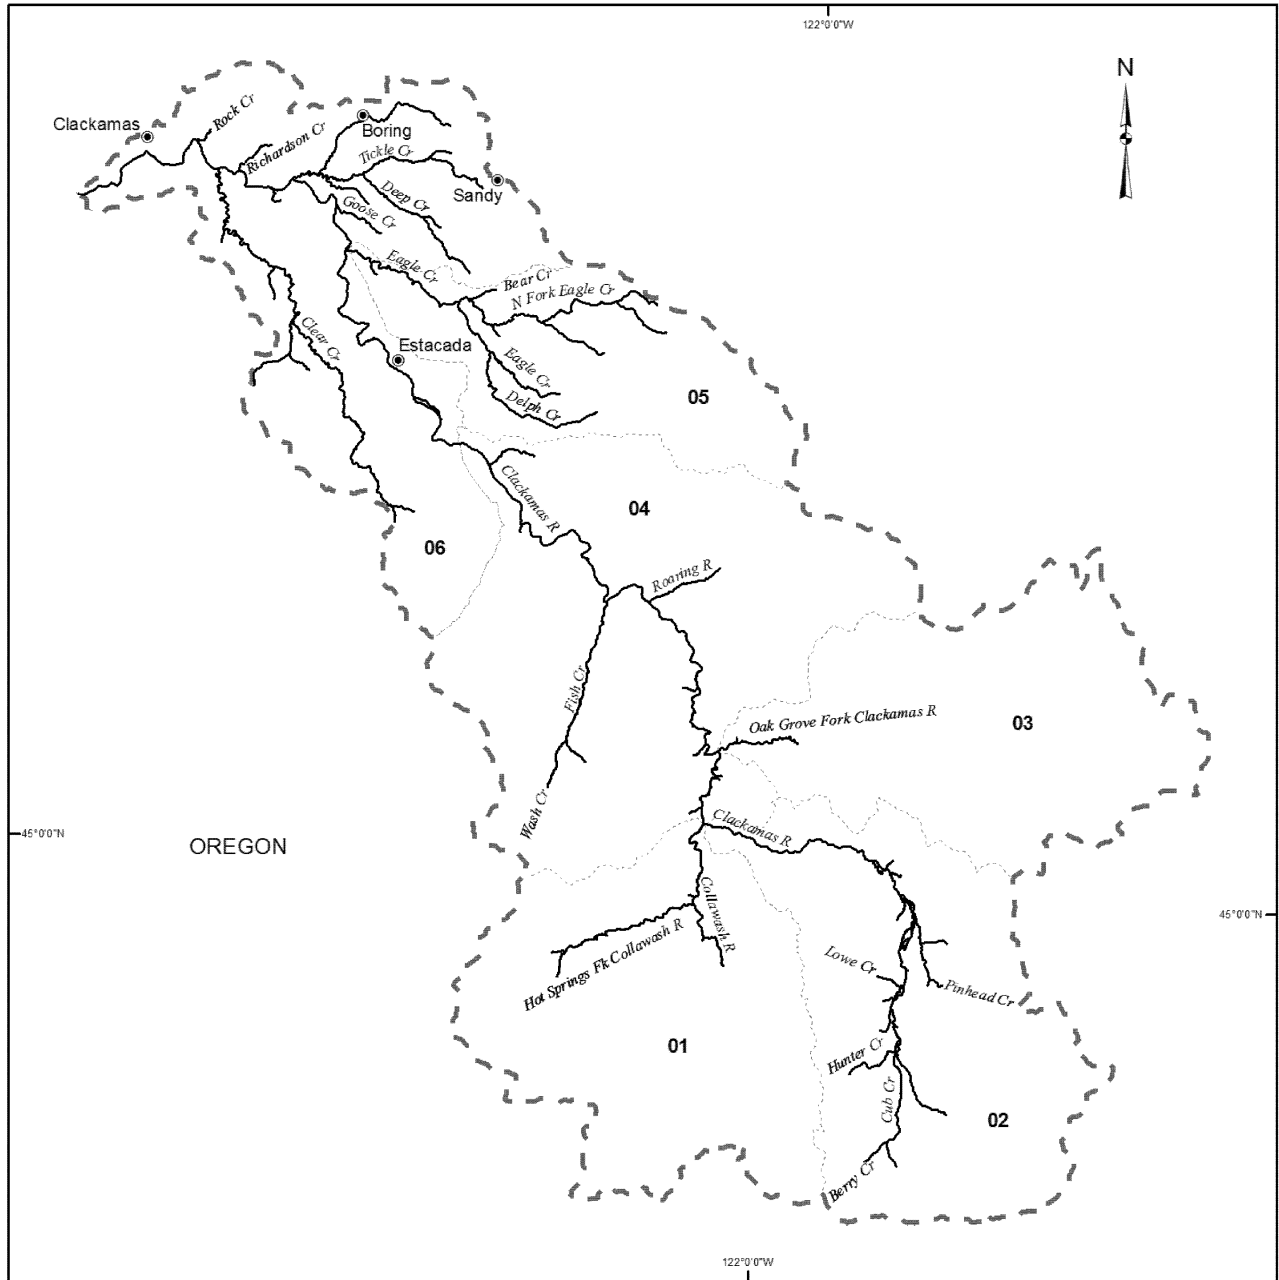 122°0'0"W
N
Clackamas
Rock Cr
Boring
Richardson Cr
Tickle Cr
Sandy
Deep Cr
Goose Cr
Eagle Cr
Bear Cr
N Fork Eagle Cr
Clear Cr
Estacada
Eagle Cr
Delph Cr
05
Clackamas R
04
06
Roaring R
Fish Cr
Oak Grove Fork Clackamas R
03
Wash Cr
Clackamas R
45°0'0"N
OREGON
Collawash R
45°0'0"N
Hot Springs Fk Collawash R
Lowe Cr
Pinhead Cr
01
Hunter Cr
Cub Cr
02
Berry Cr
122°0'0"W